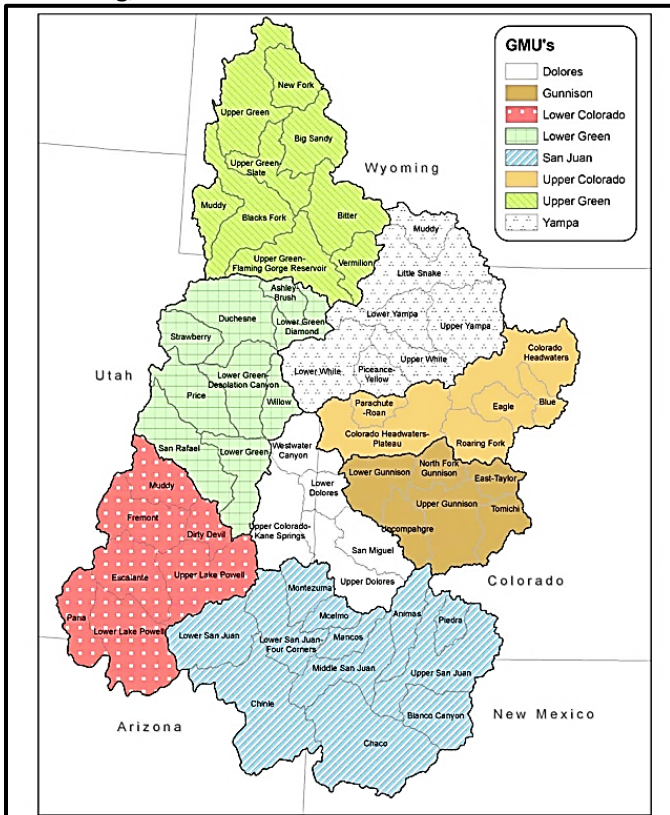 GMU's
Dolores
Gunnison
Lower Colorado
Lower Green
San Juan
Upper Colorado
Upper Green
Yampa
New Fork
Upper Green
Big Sandy
Upper Green-
Slate
Wyoming
Muddy
Blacks Fork
Bitter
Muddy
Upper Green-
Flaming Gorge Reservoir
Vermilion
Little Snake
Ashley-
Brush
Duchesne
Lower Green
Diamond
Lower Yampa
Upper Yampa
Strawberry
Colorado
Headwaters
Upper White
Utah
Lower Green-
Desolation Canyon
Lower White
Piceance-
Yellow
Price
Willow
Parachute
-Roan
Eagle
Blue
Colorado Headwaters-
Plateau
Roaring Fork
San Rafael
Lower Green
Westwater
Canyon
Lower Gunnison
North Fork
Gunnison
East-Taylor
Muddy
Lower
Dolores
Upper Gunnison
Tomichi
Fremont
Dirty Devil
Upper Colorado-
Kane Springs
San Miguel
Escalante
Upper Lake Powell
Upper Dolores
Colorado
Montezuma
Pana
Lower Lake Powell
Lower San Juan
Mcelmo
Animas
Piedra
Lower San Juan-
Four Corners
Mancos
Middle San Juan
Upper San Juan
Chinle
Blanco Canyon
New Mexico
Arizona
Chaco